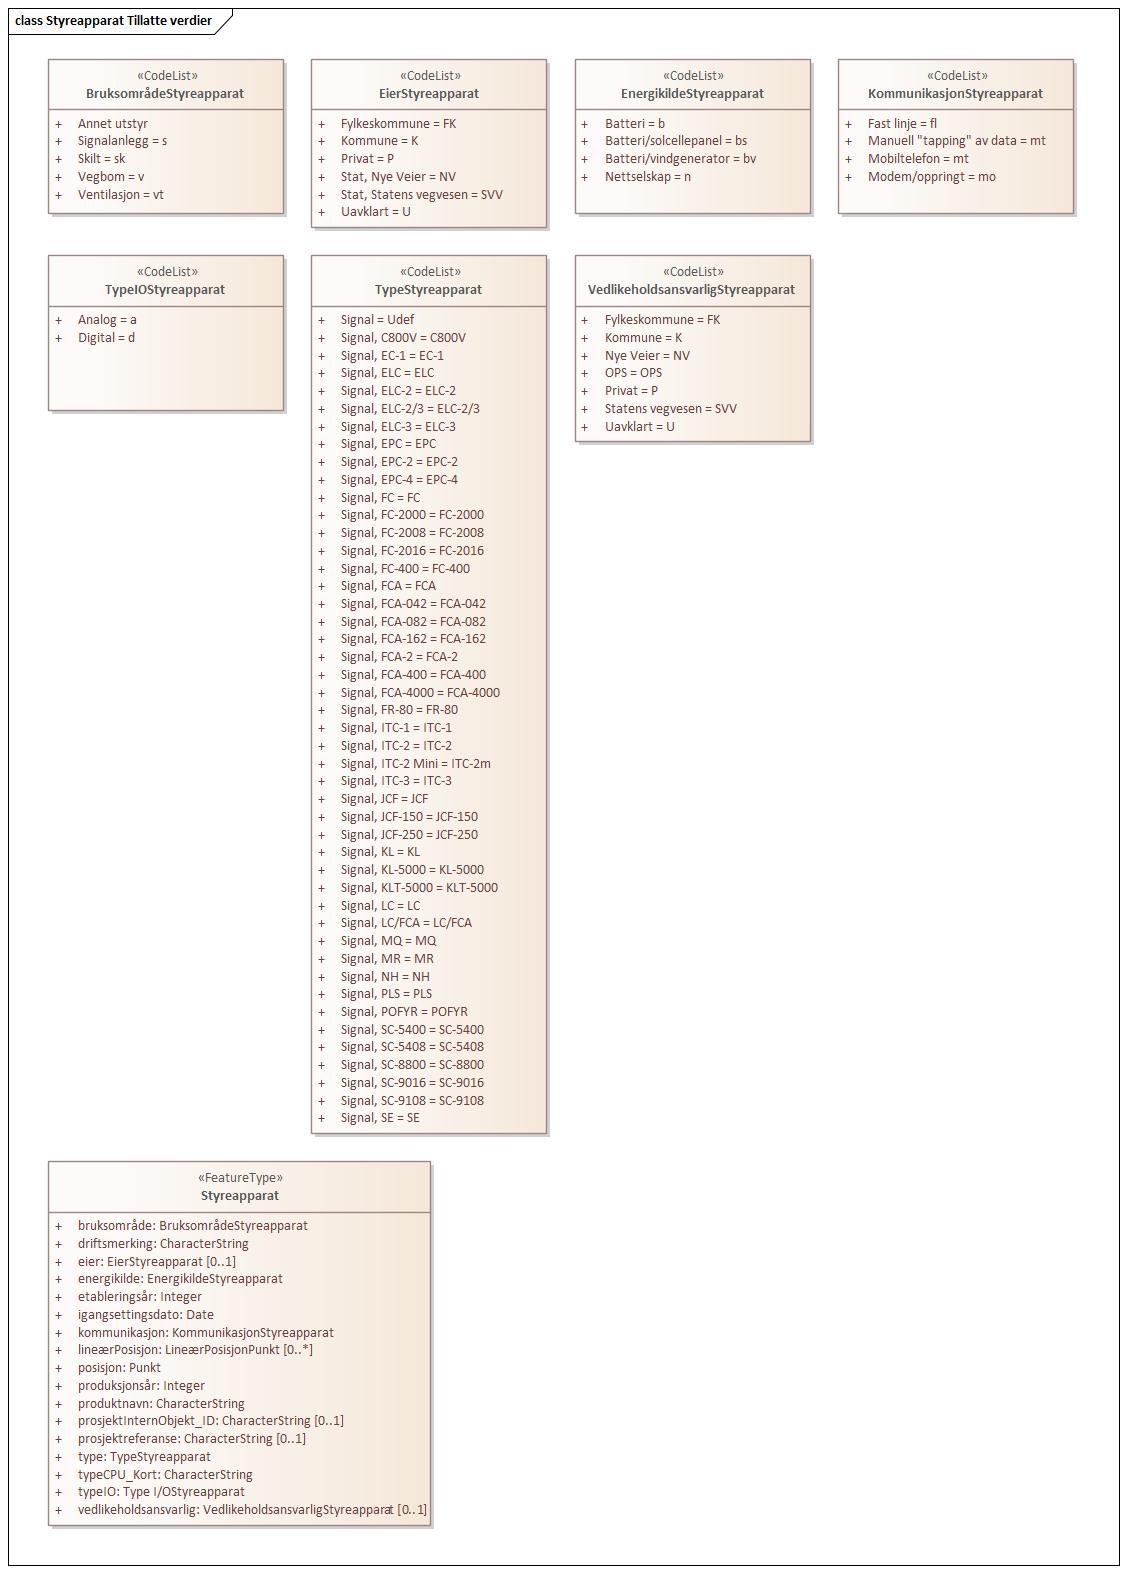 class Styreapparat Tillatte verdier
«CodeList»
BruksområdeStyreapparat
+ Annet utstyr
+ Signalanlegg = s
+ Skilt = sk
+ Vegbom = v
+ Ventilasjon = vt
«CodeList»
EierStyreapparat
+ Fylkeskommune = FK
+ Kommune = K
+ Privat = P
+ Stat, Nye Veier = NV
+ Stat, Statens vegvesen = SVV
+ Uavklart = U
«CodeList»
EnergikildeStyreapparat
+ Batteri = b
+ Batteri/solcellepanel = bs
+ Batteri/vindgenerator = bv
+ Nettselskap = n
«CodeList»
KommunikasjonStyreapparat
+ Fast linje = fl
+ Manuell "tapping" av data = mt
+ Mobiltelefon = mt
+ Modem/oppringt = mo
«CodeList»
TypeIOStyreapparat
+ Analog = a
+ Digital = d
«CodeList»
TypeStyreapparat
+ Signal = Udef
+ Signal, C800V = C800V
+ Signal, EC-1 = EC-1
+ Signal, ELC = ELC
+ Signal, ELC-2 = ELC-2
+ Signal, ELC-2/3 = ELC-2/3
+ Signal, ELC-3 = ELC-3
+ Signal, EPC = EPC
+ Signal, EPC-2 = EPC-2
+ Signal, EPC-4 = EPC-4
+ Signal, FC = FC
+ Signal, FC-2000 = FC-2000
+ Signal, FC-2008 = FC-2008
+ Signal, FC-2016 = FC-2016
+ Signal, FC-400 = FC-400
+ Signal, FCA = FCA
+ Signal, FCA-042 = FCA-042
+ Signal, FCA-082 = FCA-082
+ Signal, FCA-162 = FCA-162
+ Signal, FCA-2 = FCA-2
+ Signal, FCA-400 = FCA-400
+ Signal, FCA-4000 = FCA-4000
+ Signal, FR-80 = FR-80
+ Signal, ITC-1 = ITC-1
+ Signal, ITC-2 = ITC-2
+ Signal, ITC-2 Mini = ITC-2m
+ Signal, ITC-3 = ITC-3
+ Signal, JCF = JCF
+ Signal, JCF-150 = JCF-150
+ Signal, JCF-250 = JCF-250
+ Signal, KL = KL
+ Signal, KL-5000 = KL-5000
+ Signal, KLT-5000 = KLT-5000
+ Signal, LC = LC
+ Signal, LC/FCA = LC/FCA
+ Signal, MQ = MQ
+ Signal, MR = MR
+ Signal, NH = NH
+ Signal, PLS = PLS
+ Signal, POFYR = POFYR
+ Signal, SC-5400 = SC-5400
+ Signal, SC-5408 = SC-5408
+ Signal, SC-8800 = SC-8800
+ Signal, SC-9016 = SC-9016
+ Signal, SC-9108 = SC-9108
+ Signal, SE = SE
«CodeList»
VedlikeholdsansvarligStyreapparat
+ Fylkeskommune = FK
+ Kommune = K
+ Nye Veier = NV
+ OPS = OPS
+ Privat = P
+ Statens vegvesen = SVV
+ Uavklart = U
«FeatureType»
Styreapparat
+ bruksområde: BruksområdeStyreapparat
+ driftsmerking: CharacterString
+ eier: EierStyreapparat [0..1]
+ energikilde: EnergikildeStyreapparat
+ etableringsår: Integer
+ igangsettingsdato: Date
+ kommunikasjon: KommunikasjonStyreapparat
+ lineærPosisjon: LineærPosisjonPunkt [0..*]
+ posisjon: Punkt
+ produksjonsår: Integer
+ produktnavn: CharacterString
+ prosjektInternObjekt_ID: CharacterString [0..1]
+ prosjektreferanse: CharacterString [0..1]
+ type: TypeStyreapparat
+ typeCPU_Kort: CharacterString
+ typeIO: Type I/OStyreapparat
+ vedlikeholdsansvarlig: VedlikeholdsansvarligStyreapparat [0..1]